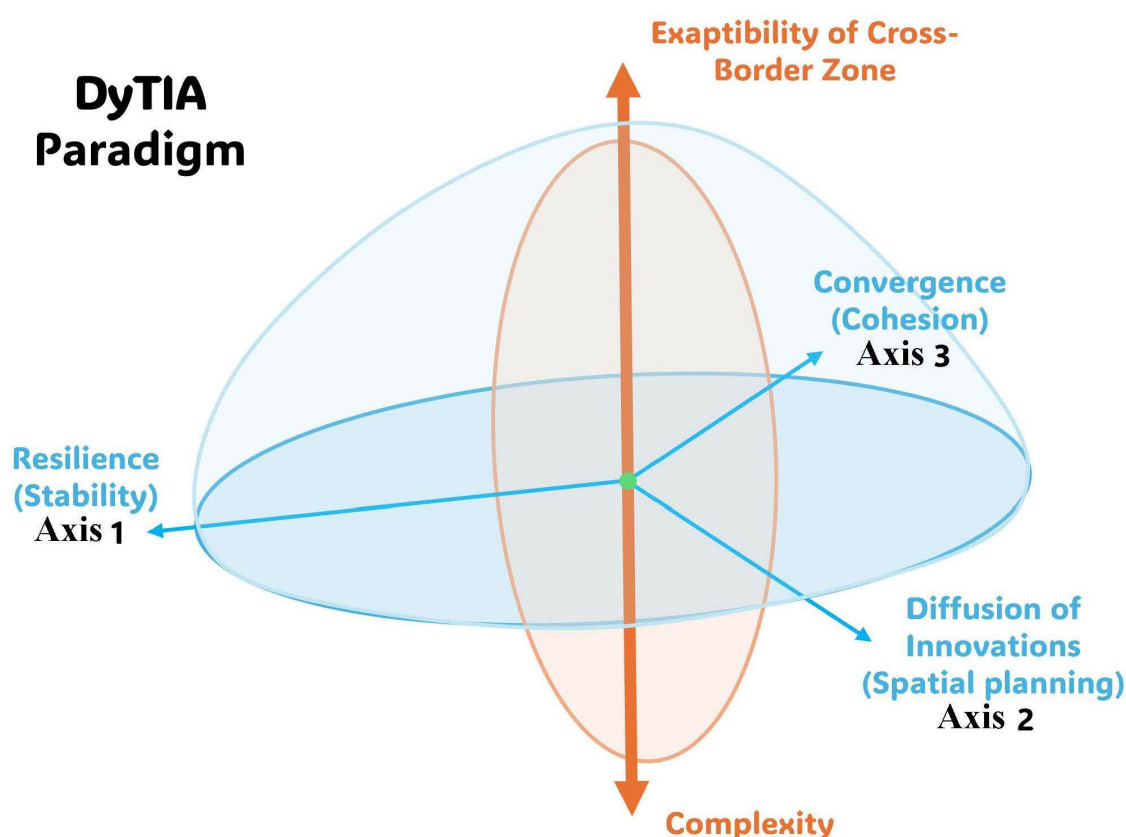 Exaptibility of Cross-
Border Zone
DyTIA
Paradigm
Convergence
(Cohesion)
Axis 3
Resilience
(Stability)
Axis 1
Diffusion of
Innovations
(Spatial planning)
Axis 2
Complexity